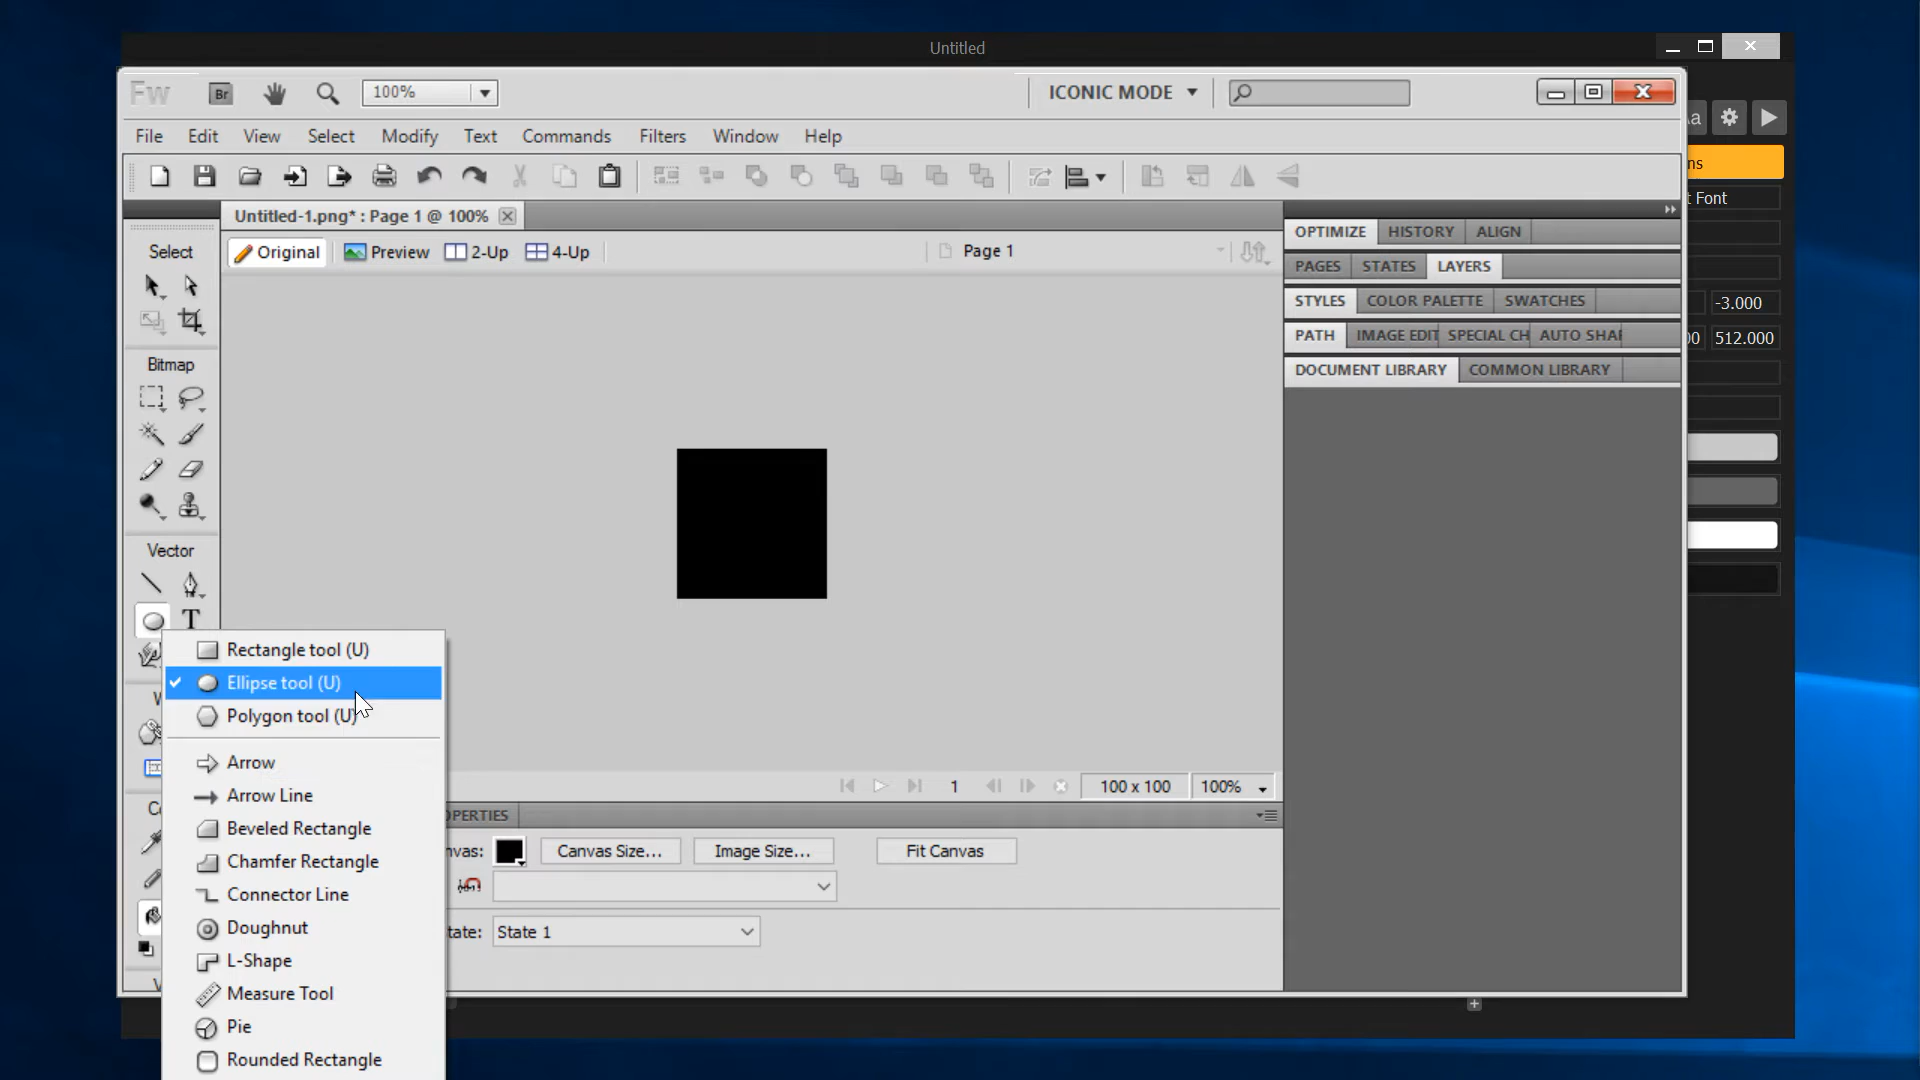 Untitled
Fw Br 100% ICONIC MODE
File Edit View Select Modify Text Commands Filters Window Help
Untitled-1.png* : Page 1 @ 100%
Original Preview 2-Up 4-Up Page 1
Select
Bitmap
Vector
T
Rectangle tool (U)
Ellipse tool (U)
Polygon tool (U)
Arrow
Arrow Line
Beveled Rectangle
Chamfer Rectangle
Connector Line
Doughnut
L-Shape
Measure Tool
Pie
Rounded Rectangle
1 100 x 100 100%
OPERTIES
nvas: Canvas Size... Image Size... Fit Canvas
tate: State 1
OPTIMIZE HISTORY ALIGN
PAGES STATES LAYERS
STYLES COLOR PALETTE SWATCHES
PATH IMAGE EDIT SPECIAL CH AUTO SHA
DOCUMENT LIBRARY COMMON LIBRARY
Aa
ns
t Font
-3.000
00 512.000